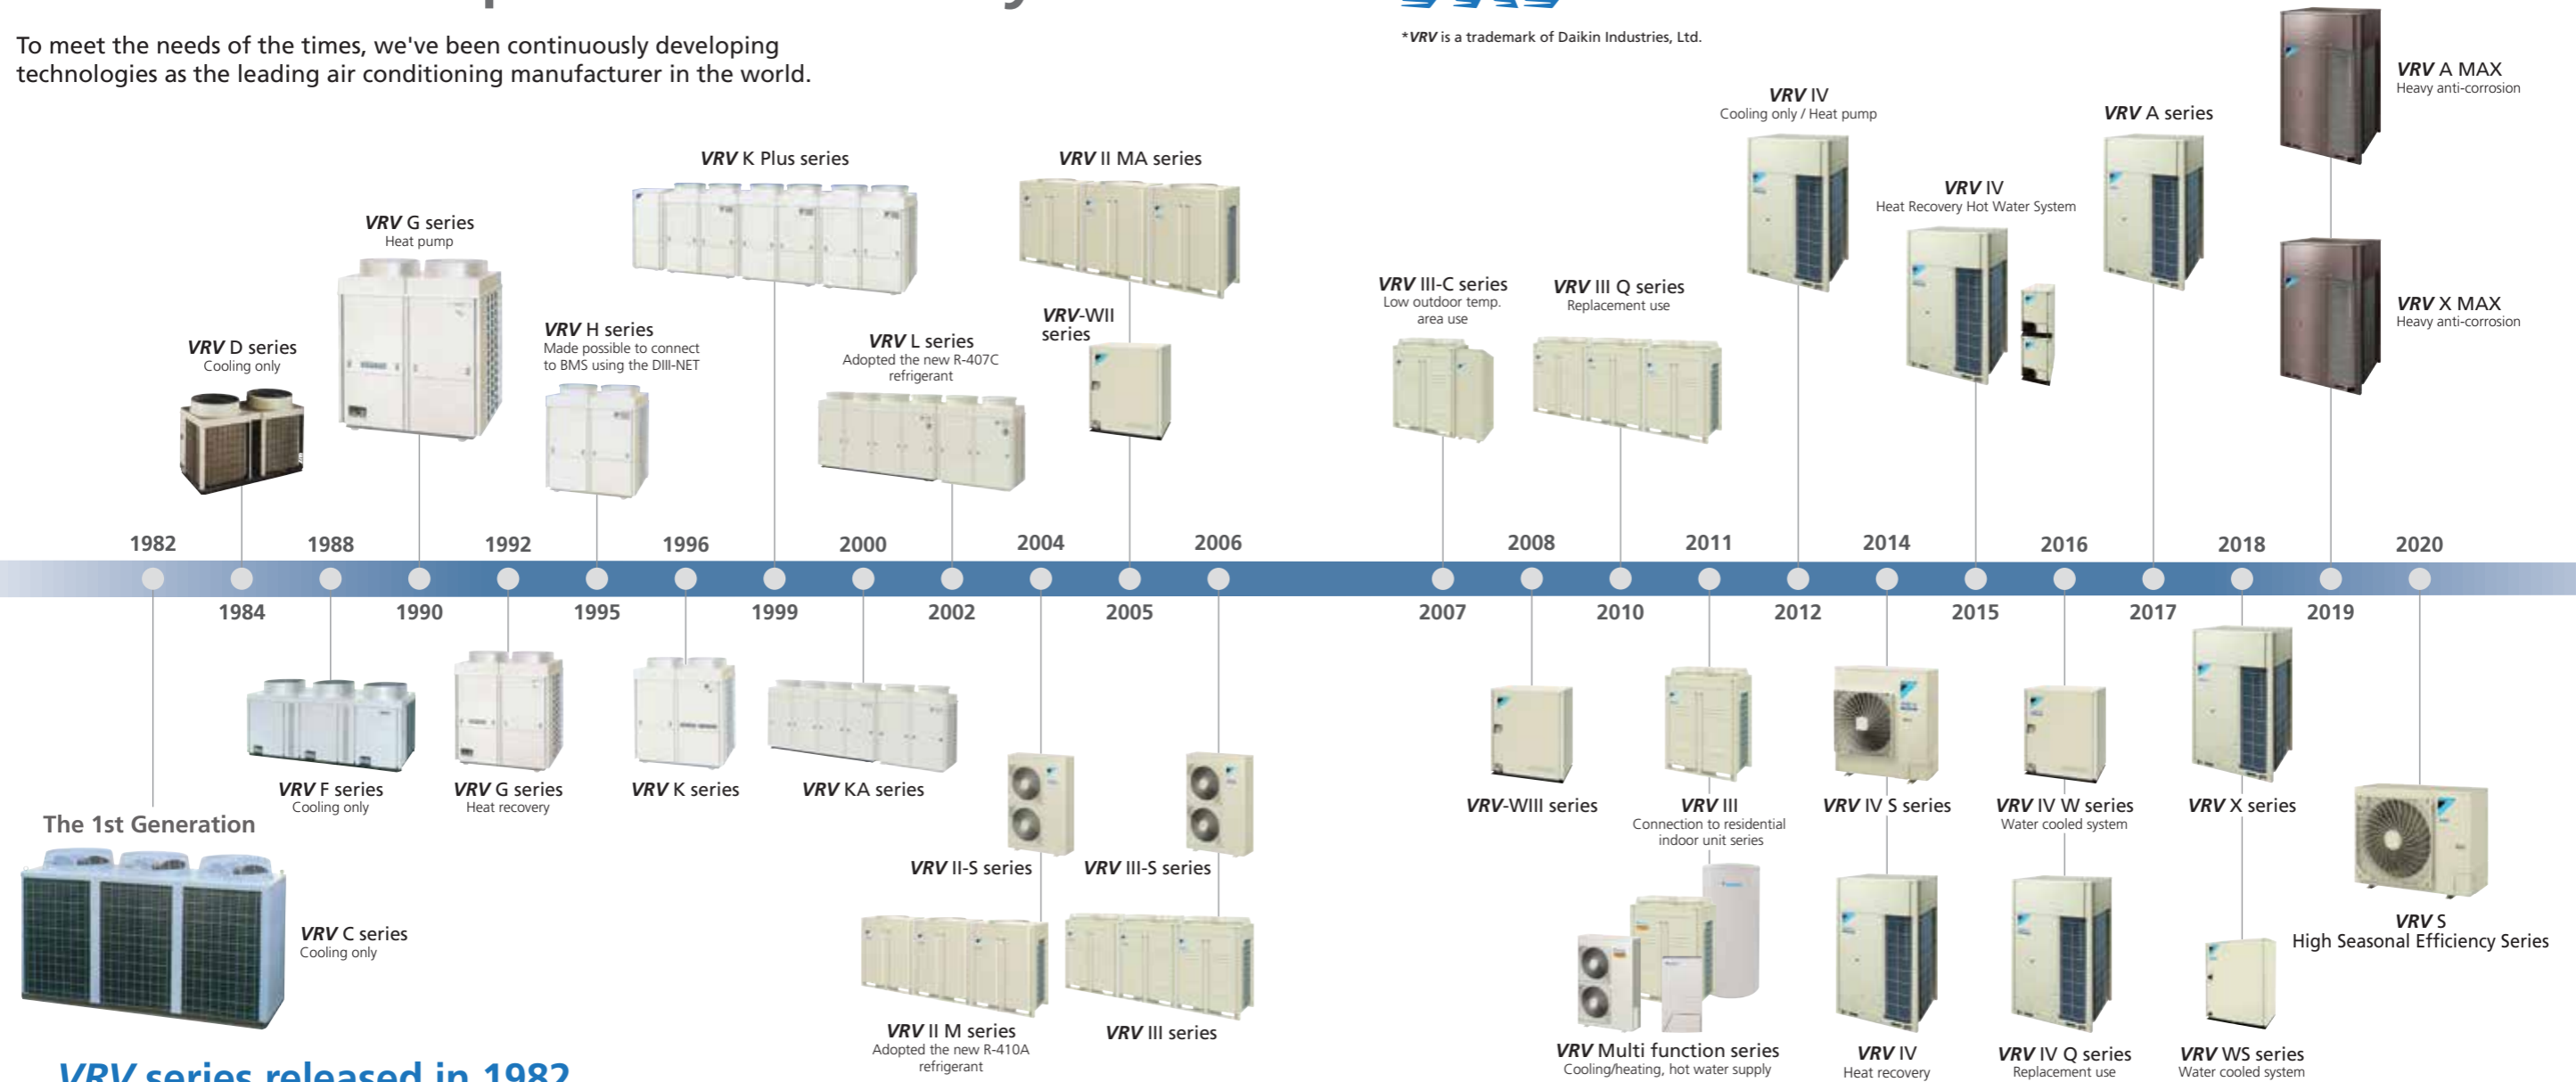 To meet the needs of the times, we've been continuously developing
technologies as the leading air conditioning manufacturer in the world.
*VRV is a trademark of Daikin Industries, Ltd.
VRV D series
Cooling only
VRV G series
Heat pump
VRV H series
Made possible to connect
to BMS using the DIII-NET
VRV K Plus series
VRV L series
Adopted the new R-407C
refrigerant
VRV II MA series
VRV-WII
series
VRV III-C series
Low outdoor temp.
area use
VRV III Q series
Replacement use
VRV IV
Cooling only / Heat pump
VRV IV
Heat Recovery Hot Water System
VRV A series
VRV A MAX
Heavy anti-corrosion
VRV X MAX
Heavy anti-corrosion
1982 1988 1992 1996 2000 2004 2006 2008 2011 2014 2016 2018 2020
1984 1990 1995 1999 2002 2005 2007 2010 2012 2015 2017 2019
The 1st Generation
VRV C series
Cooling only
VRV F series
Cooling only
VRV G series
Heat recovery
VRV K series
VRV KA series
VRV II-S series
VRV II M series
Adopted the new R-410A
refrigerant
VRV III-S series
VRV III series
VRV-WIII series
VRV III
Connection to residential
indoor unit series
VRV Multi function series
Cooling/heating, hot water supply
VRV IV S series
VRV IV
Heat recovery
VRV IV W series
Water cooled system
VRV IV Q series
Replacement use
VRV X series
VRV WS series
Water cooled system
VRV S
High Seasonal Efficiency Series
VRV series released in 1982